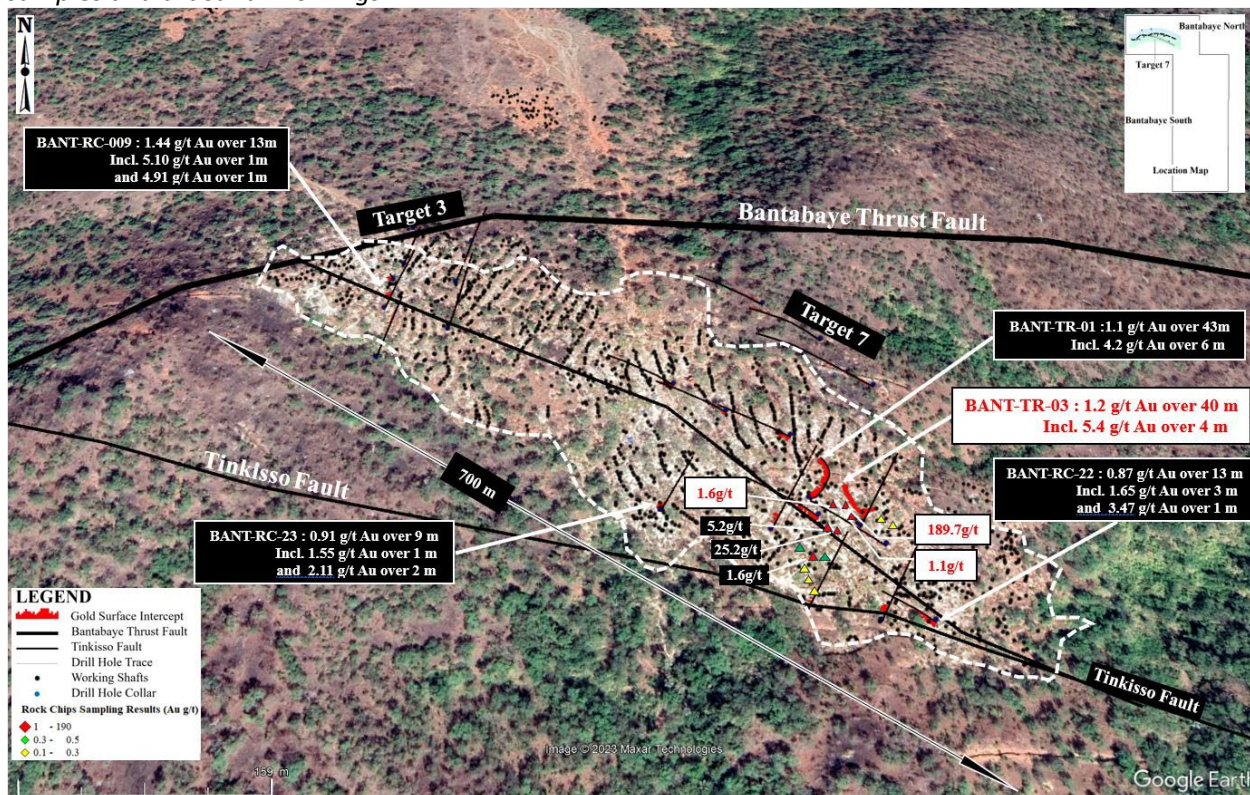 N
Bantabaye North
Target 7
Bantabaye South
Location Map
BANT-RC-009 : 1.44 g/t Au over 13m
Incl. 5.10 g/t Au over 1m
and 4.91 g/t Au over 1m
Target 3
Bantabaye Thrust Fault
Target 7
BANT-TR-01 :1.1 g/t Au over 43m
Incl. 4.2 g/t Au over 6 m
BANT-TR-03 : 1.2 g/t Au over 40 m
Incl. 5.4 g/t Au over 4 m
Tinkisso Fault
700 m
BANT-RC-22 : 0.87 g/t Au over 13 m
Incl. 1.65 g/t Au over 3 m
and 3.47 g/t Au over 1 m
1.6g/t
5.2g/t
25.2g/t
1.6g/t
189.7g/t
1.1g/t
BANT-RC-23 : 0.91 g/t Au over 9 m
Incl. 1.55 g/t Au over 1 m
and 2.11 g/t Au over 2 m
LEGEND
Gold Surface Intercept
Bantabaye Thrust Fault
Tinkisso Fault
Drill Hole Trace
Working Shafts
Drill Hole Collar
Rock Chips Sampling Results (Au g/t)
1 - 190
0.3 - 0.5
0.1 - 0.3
Tinkisso Fault
Image © 2023 Maxar Technologies
159 m
Google Earth